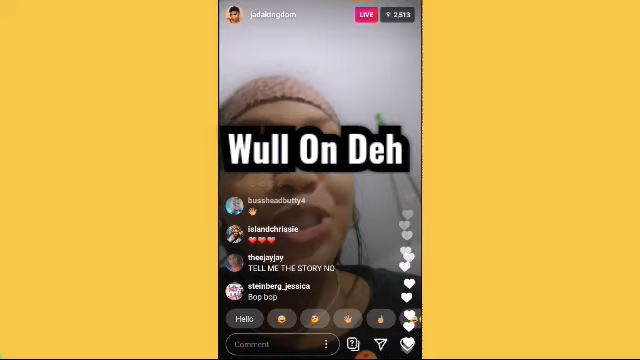 jadakingdom
LIVE
2,513
Wull On Deh
bussheadbutty4
islandchrissie
theejayjay
TELL ME THE STORY NO
steinberg_jessica
Bop bop
Hello
Comment